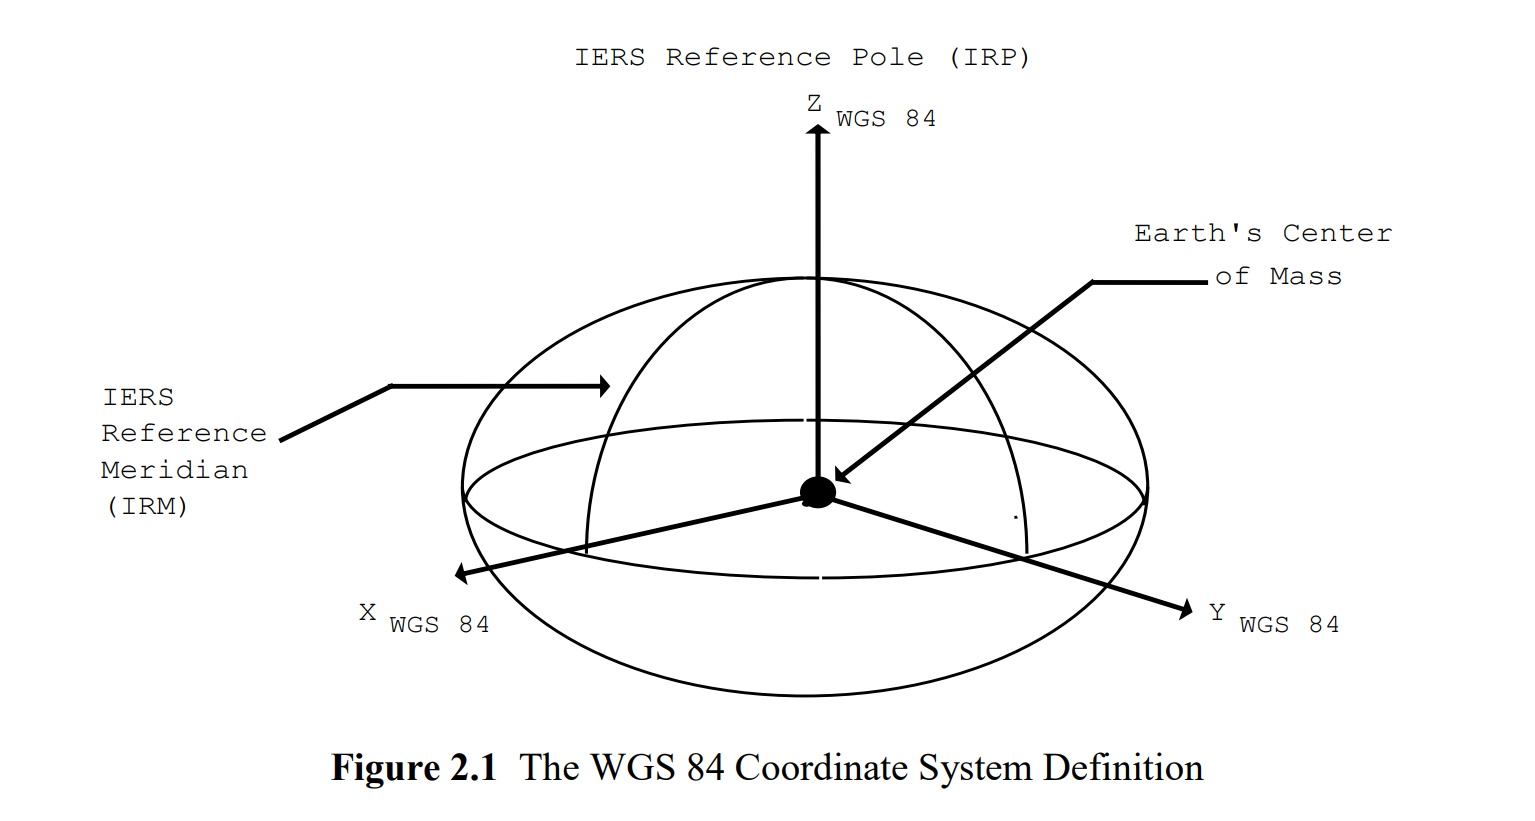 IERS Reference Pole (IRP)
Z WGS 84
Earth's Center
of Mass
IERS
Reference
Meridian
(IRM)
X WGS 84
Y WGS 84
Figure 2.1 The WGS 84 Coordinate System Definition